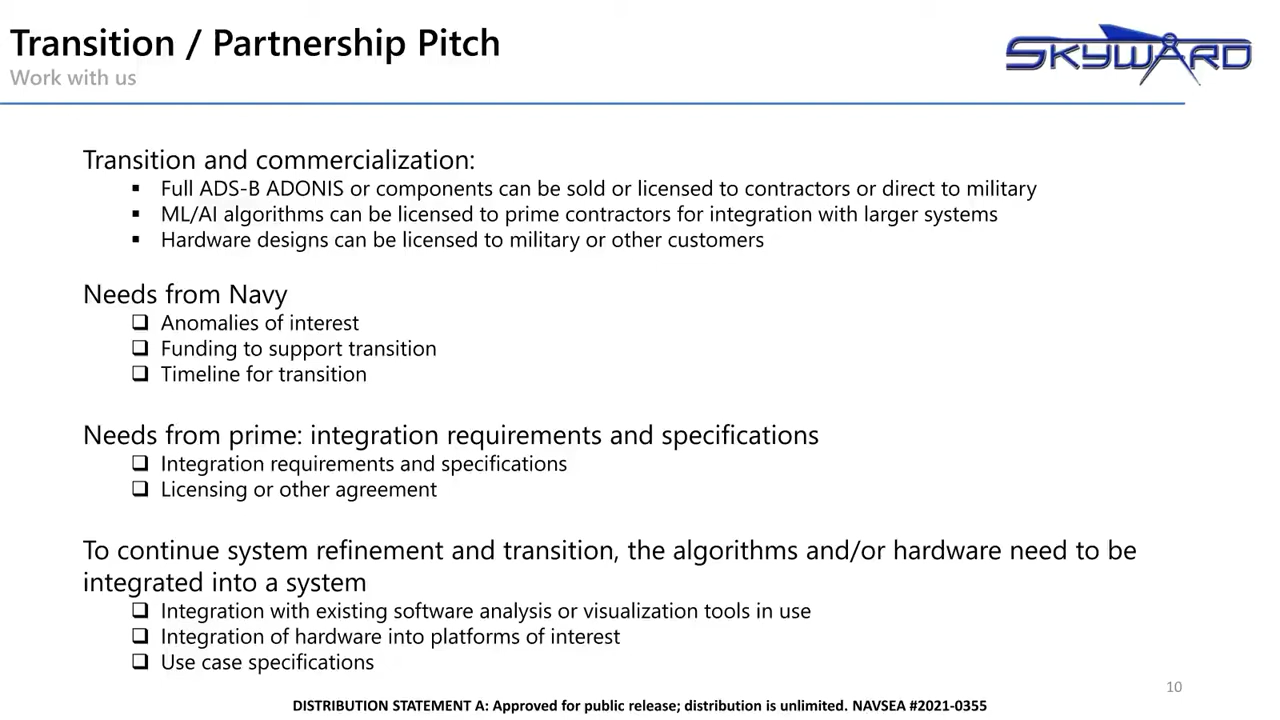 Transition / Partnership Pitch
SKYWARD
Work with us
Transition and commercialization:
▪ Full ADS-B ADONIS or components can be sold or licensed to contractors or direct to military
▪ ML/AI algorithms can be licensed to prime contractors for integration with larger systems
▪ Hardware designs can be licensed to military or other customers
Needs from Navy
❑ Anomalies of interest
❑ Funding to support transition
❑ Timeline for transition
Needs from prime: integration requirements and specifications
❑ Integration requirements and specifications
❑ Licensing or other agreement
To continue system refinement and transition, the algorithms and/or hardware need to be
integrated into a system
❑ Integration with existing software analysis or visualization tools in use
❑ Integration of hardware into platforms of interest
❑ Use case specifications
10
DISTRIBUTION STATEMENT A: Approved for public release; distribution is unlimited. NAVSEA #2021-0355